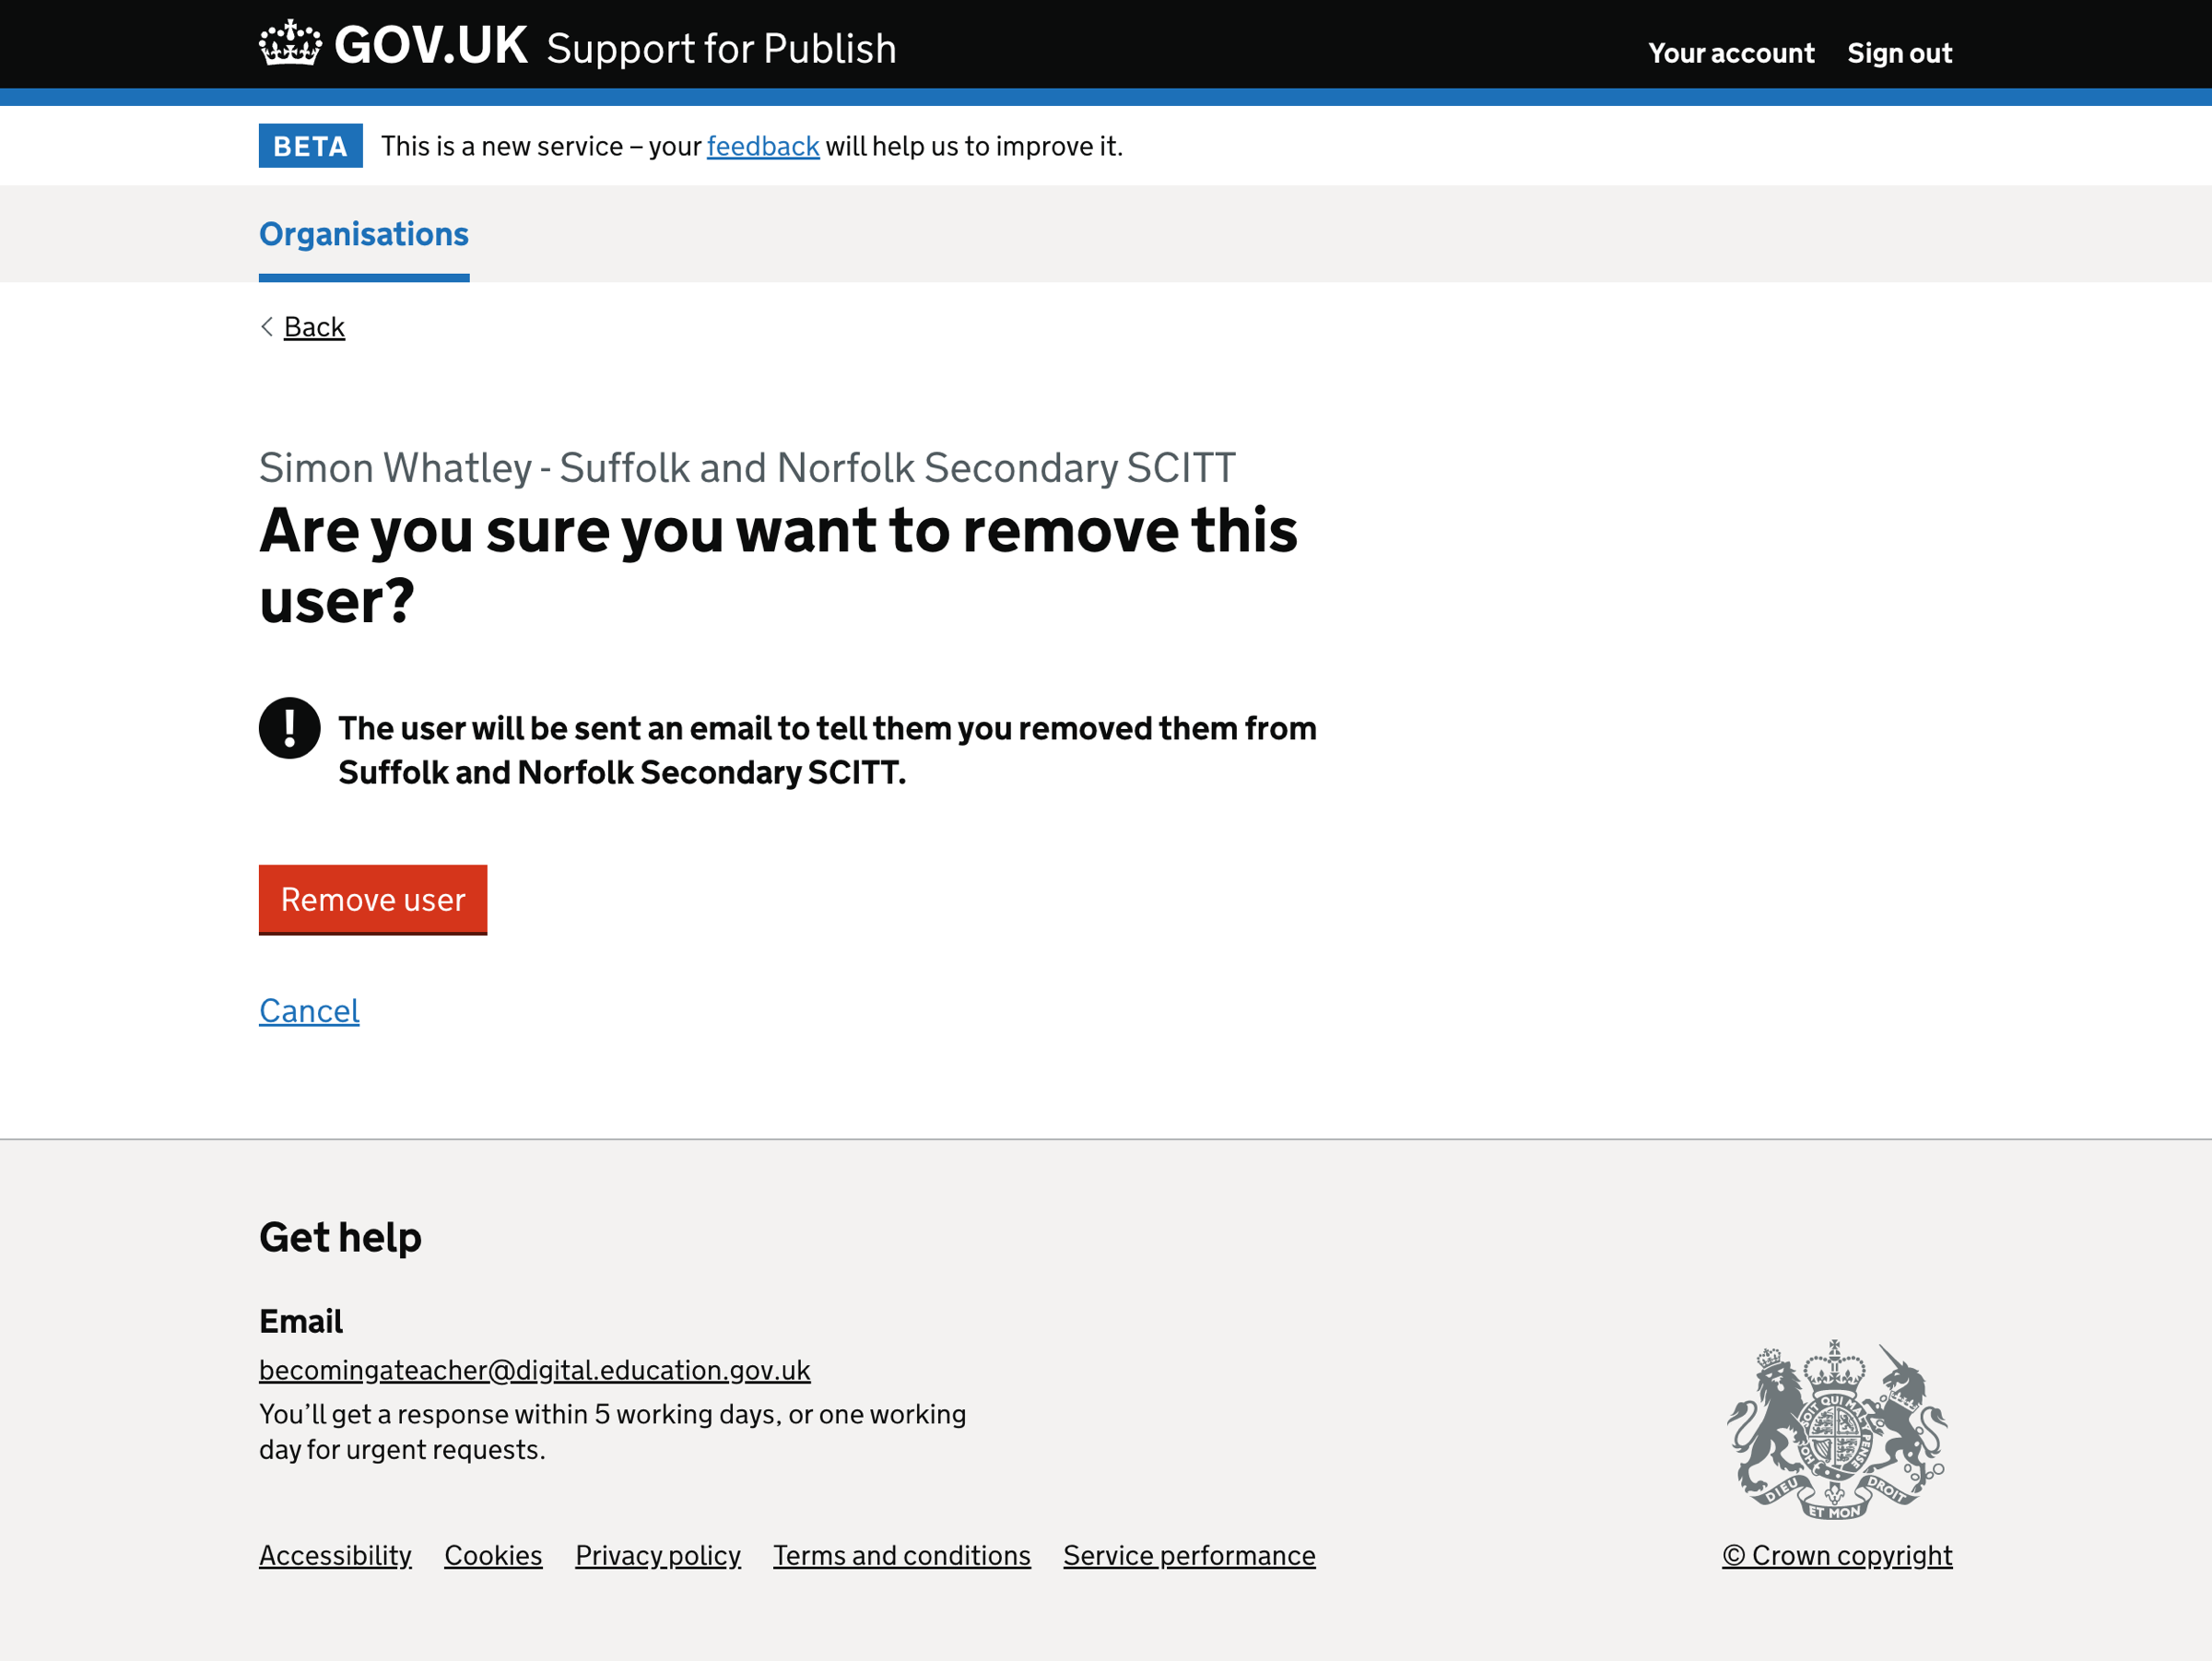 GOV.UK Support for Publish
Your account
Sign out
BETA
This is a new service – your feedback will help us to improve it.
Organisations
Back
Simon Whatley - Suffolk and Norfolk Secondary SCITT
Are you sure you want to remove this
user?
! The user will be sent an email to tell them you removed them from
Suffolk and Norfolk Secondary SCITT.
Remove user
Cancel
Get help
Email
becomingateacher@digital.education.gov.uk
You’ll get a response within 5 working days, or one working
day for urgent requests.
HONI SOIT QUI MAL Y PENSE
DIEU ET MON DROIT
Accessibility
Cookies
Privacy policy
Terms and conditions
Service performance
© Crown copyright